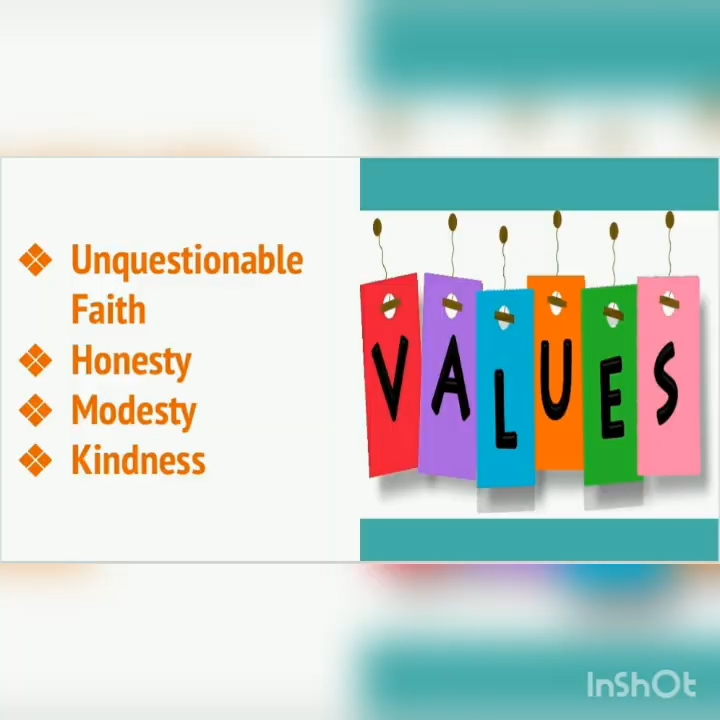 Unquestionable
Faith
Honesty
Modesty
Kindness
VALUES
InShOt